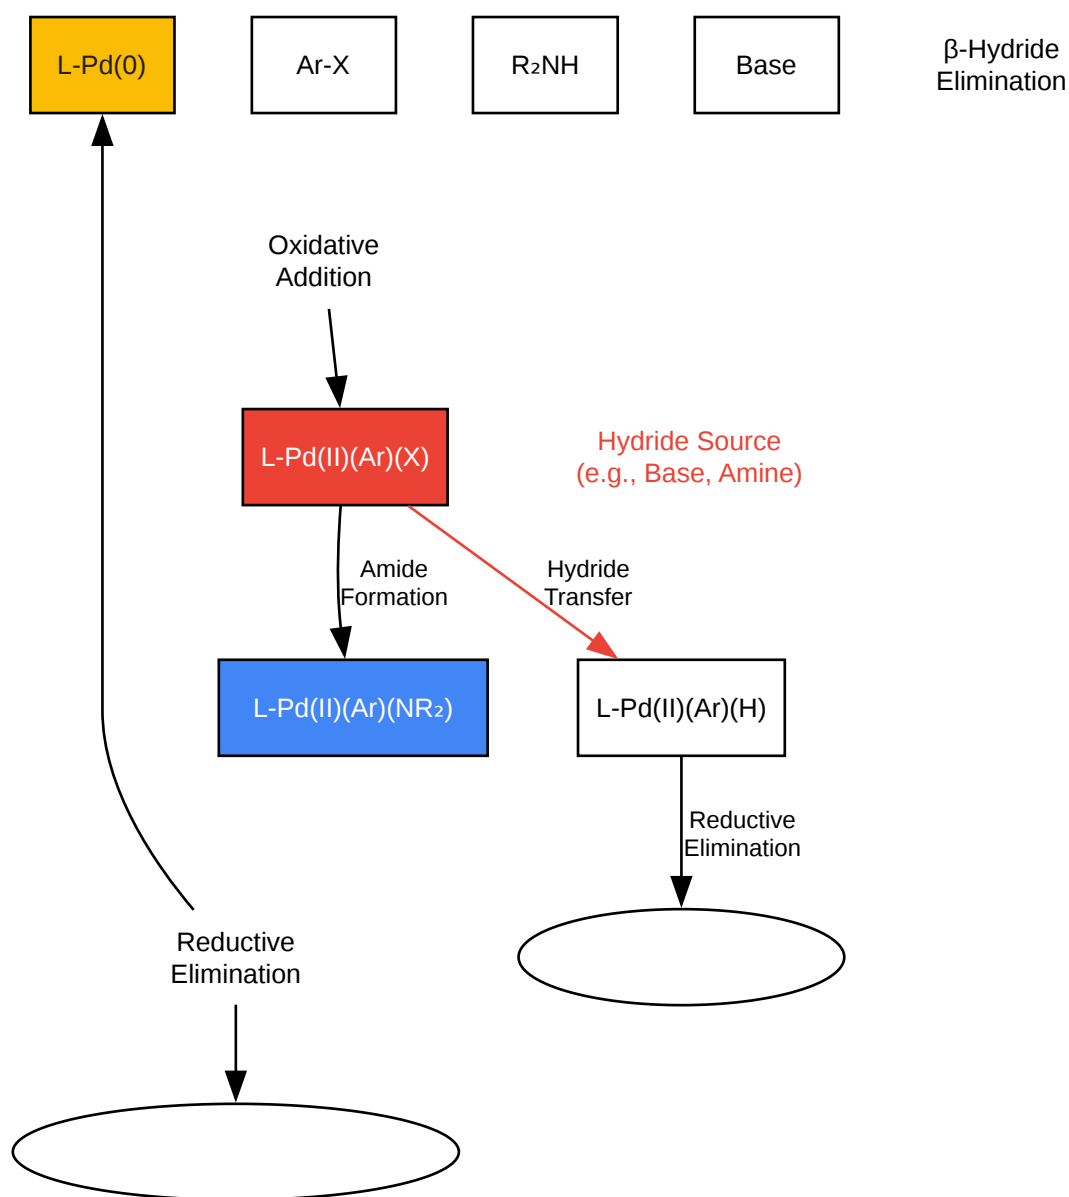 L-Pd(0)
Ar-X
R₂NH
Base
β-Hydride
Elimination
Oxidative
Addition
L-Pd(II)(Ar)(X)
Hydride Source
(e.g., Base, Amine)
Amide
Formation
Hydride
Transfer
L-Pd(II)(Ar)(NR₂)
L-Pd(II)(Ar)(H)
Reductive
Elimination
Reductive
Elimination